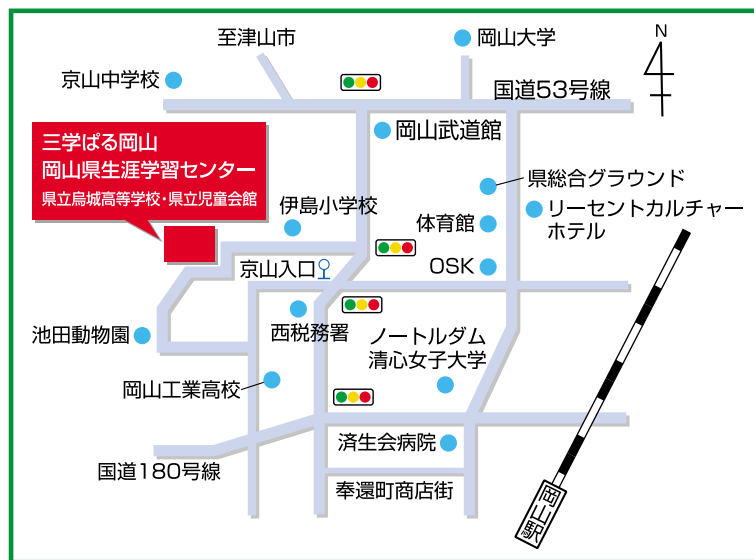 至津山市
岡山大学
N
京山中学校
国道53号線
岡山武道館
三学ぱる岡山
岡山県生涯学習センター
県立烏城高等学校・県立児童会館
県総合グラウンド
伊島小学校
体育館
リーセントカルチャー
ホテル
京山入口
OSK
池田動物園
西税務署
ノートルダム
清心女子大学
岡山工業高校
済生会病院
国道180号線
奉還町商店街
岡山駅